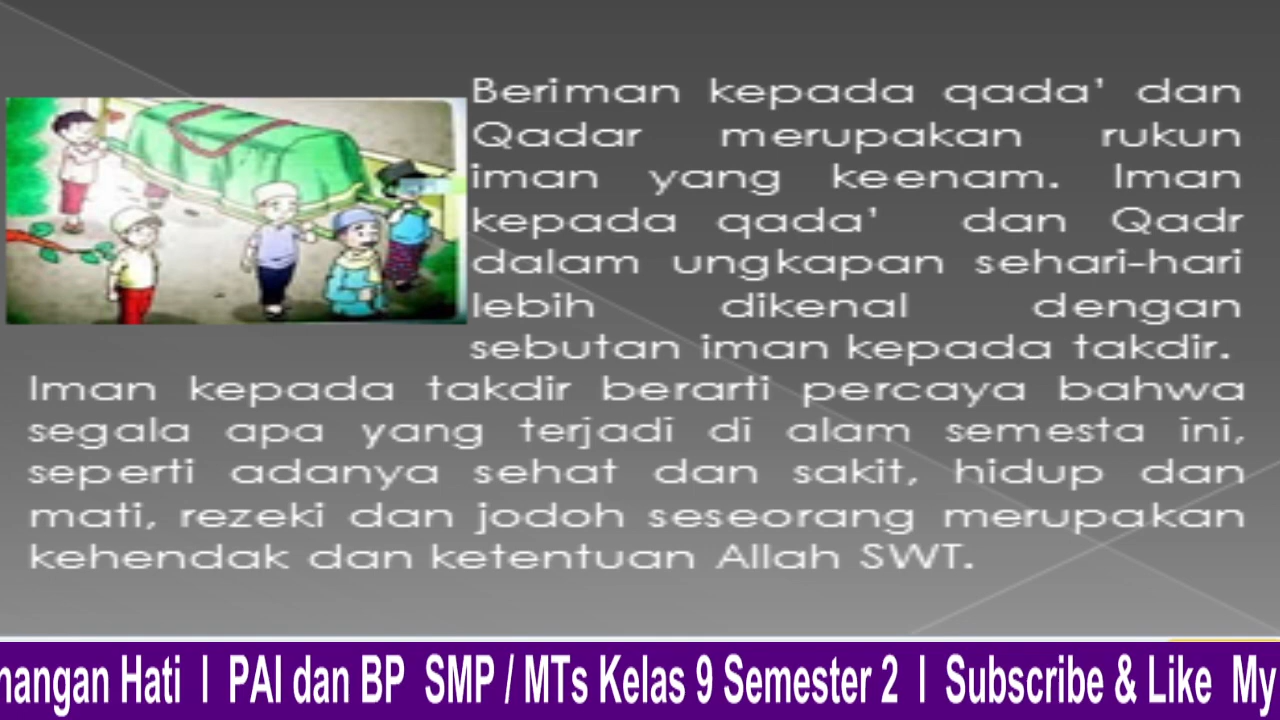 Beriman kepada qada' dan
Qadar merupakan rukun
iman yang keenam. Iman
kepada qada' dan Qadr
dalam ungkapan sehari-hari
lebih dikenal dengan
sebutan iman kepada takdir.
Iman kepada takdir berarti percaya bahwa
segala apa yang terjadi di alam semesta ini,
seperti adanya sehat dan sakit, hidup dan
mati, rezeki dan jodoh seseorang merupakan
kehendak dan ketentuan Allah SWT.
nangan Hati I PAI dan BP SMP / MTs Kelas 9 Semester 2 I Subscribe & Like My